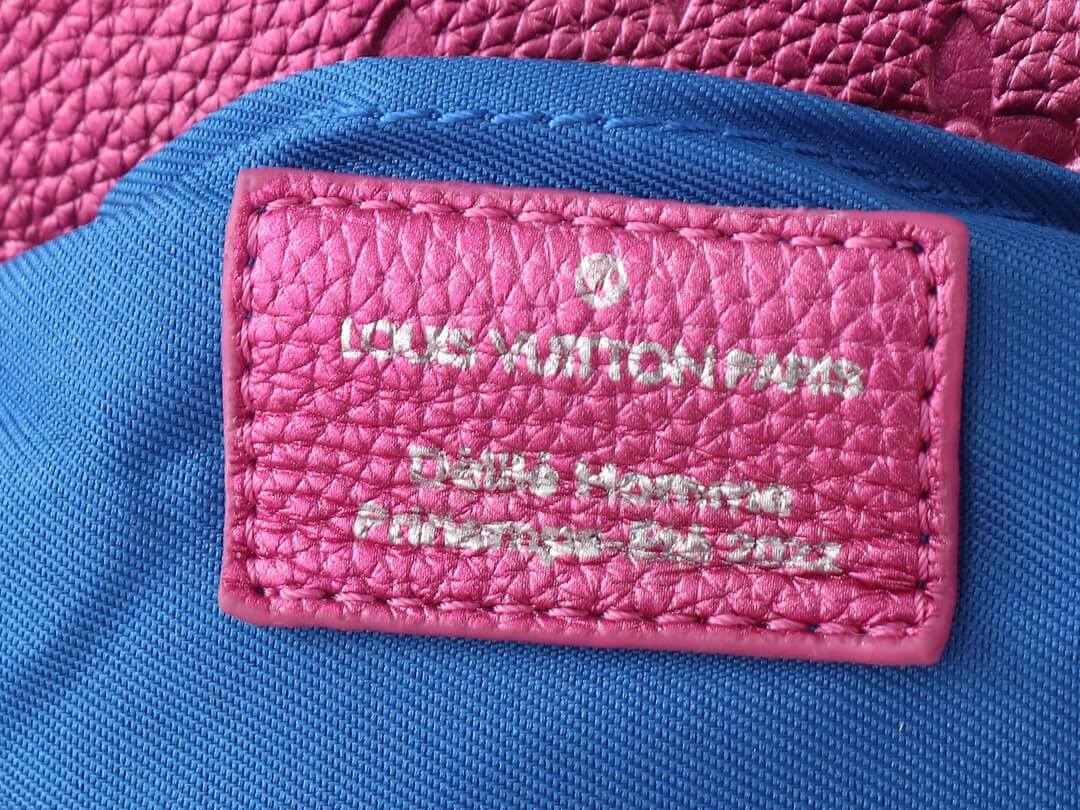 LOUIS VUITTON PARIS
Défilé Homme
Printemps-Été 2022